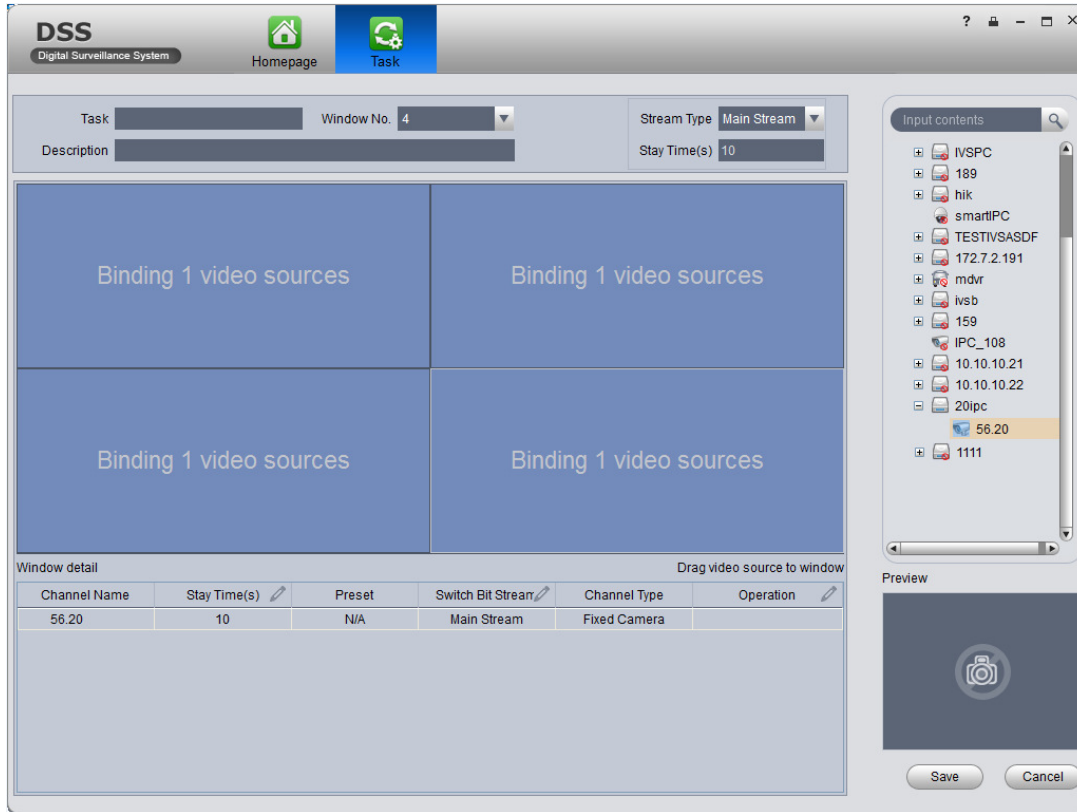 DSS
Digital Surveillance System
Homepage
Task
?
Task
Window No. 4
Stream Type Main Stream
Description
Stay Time(s) 10
Binding 1 video sources
Binding 1 video sources
Binding 1 video sources
Binding 1 video sources
Window detail
Drag video source to window
Channel Name Stay Time(s) Preset Switch Bit Stream Channel Type Operation
56.20 10 N/A Main Stream Fixed Camera
Input contents
IVSPC
189
hik
smartIPC
TESTIVSASDF
172.7.2.191
mdvr
ivsb
159
IPC_108
10.10.10.21
10.10.10.22
20ipc
56.20
1111
Preview
Save
Cancel